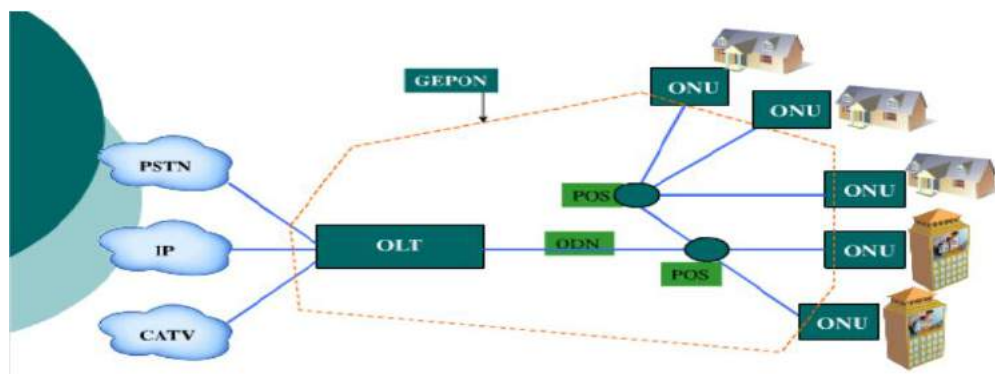 GEPON
ONU
ONU
PSTN
POS
ONU
IP
OLT
ODN
ONU
POS
CATV
ONU